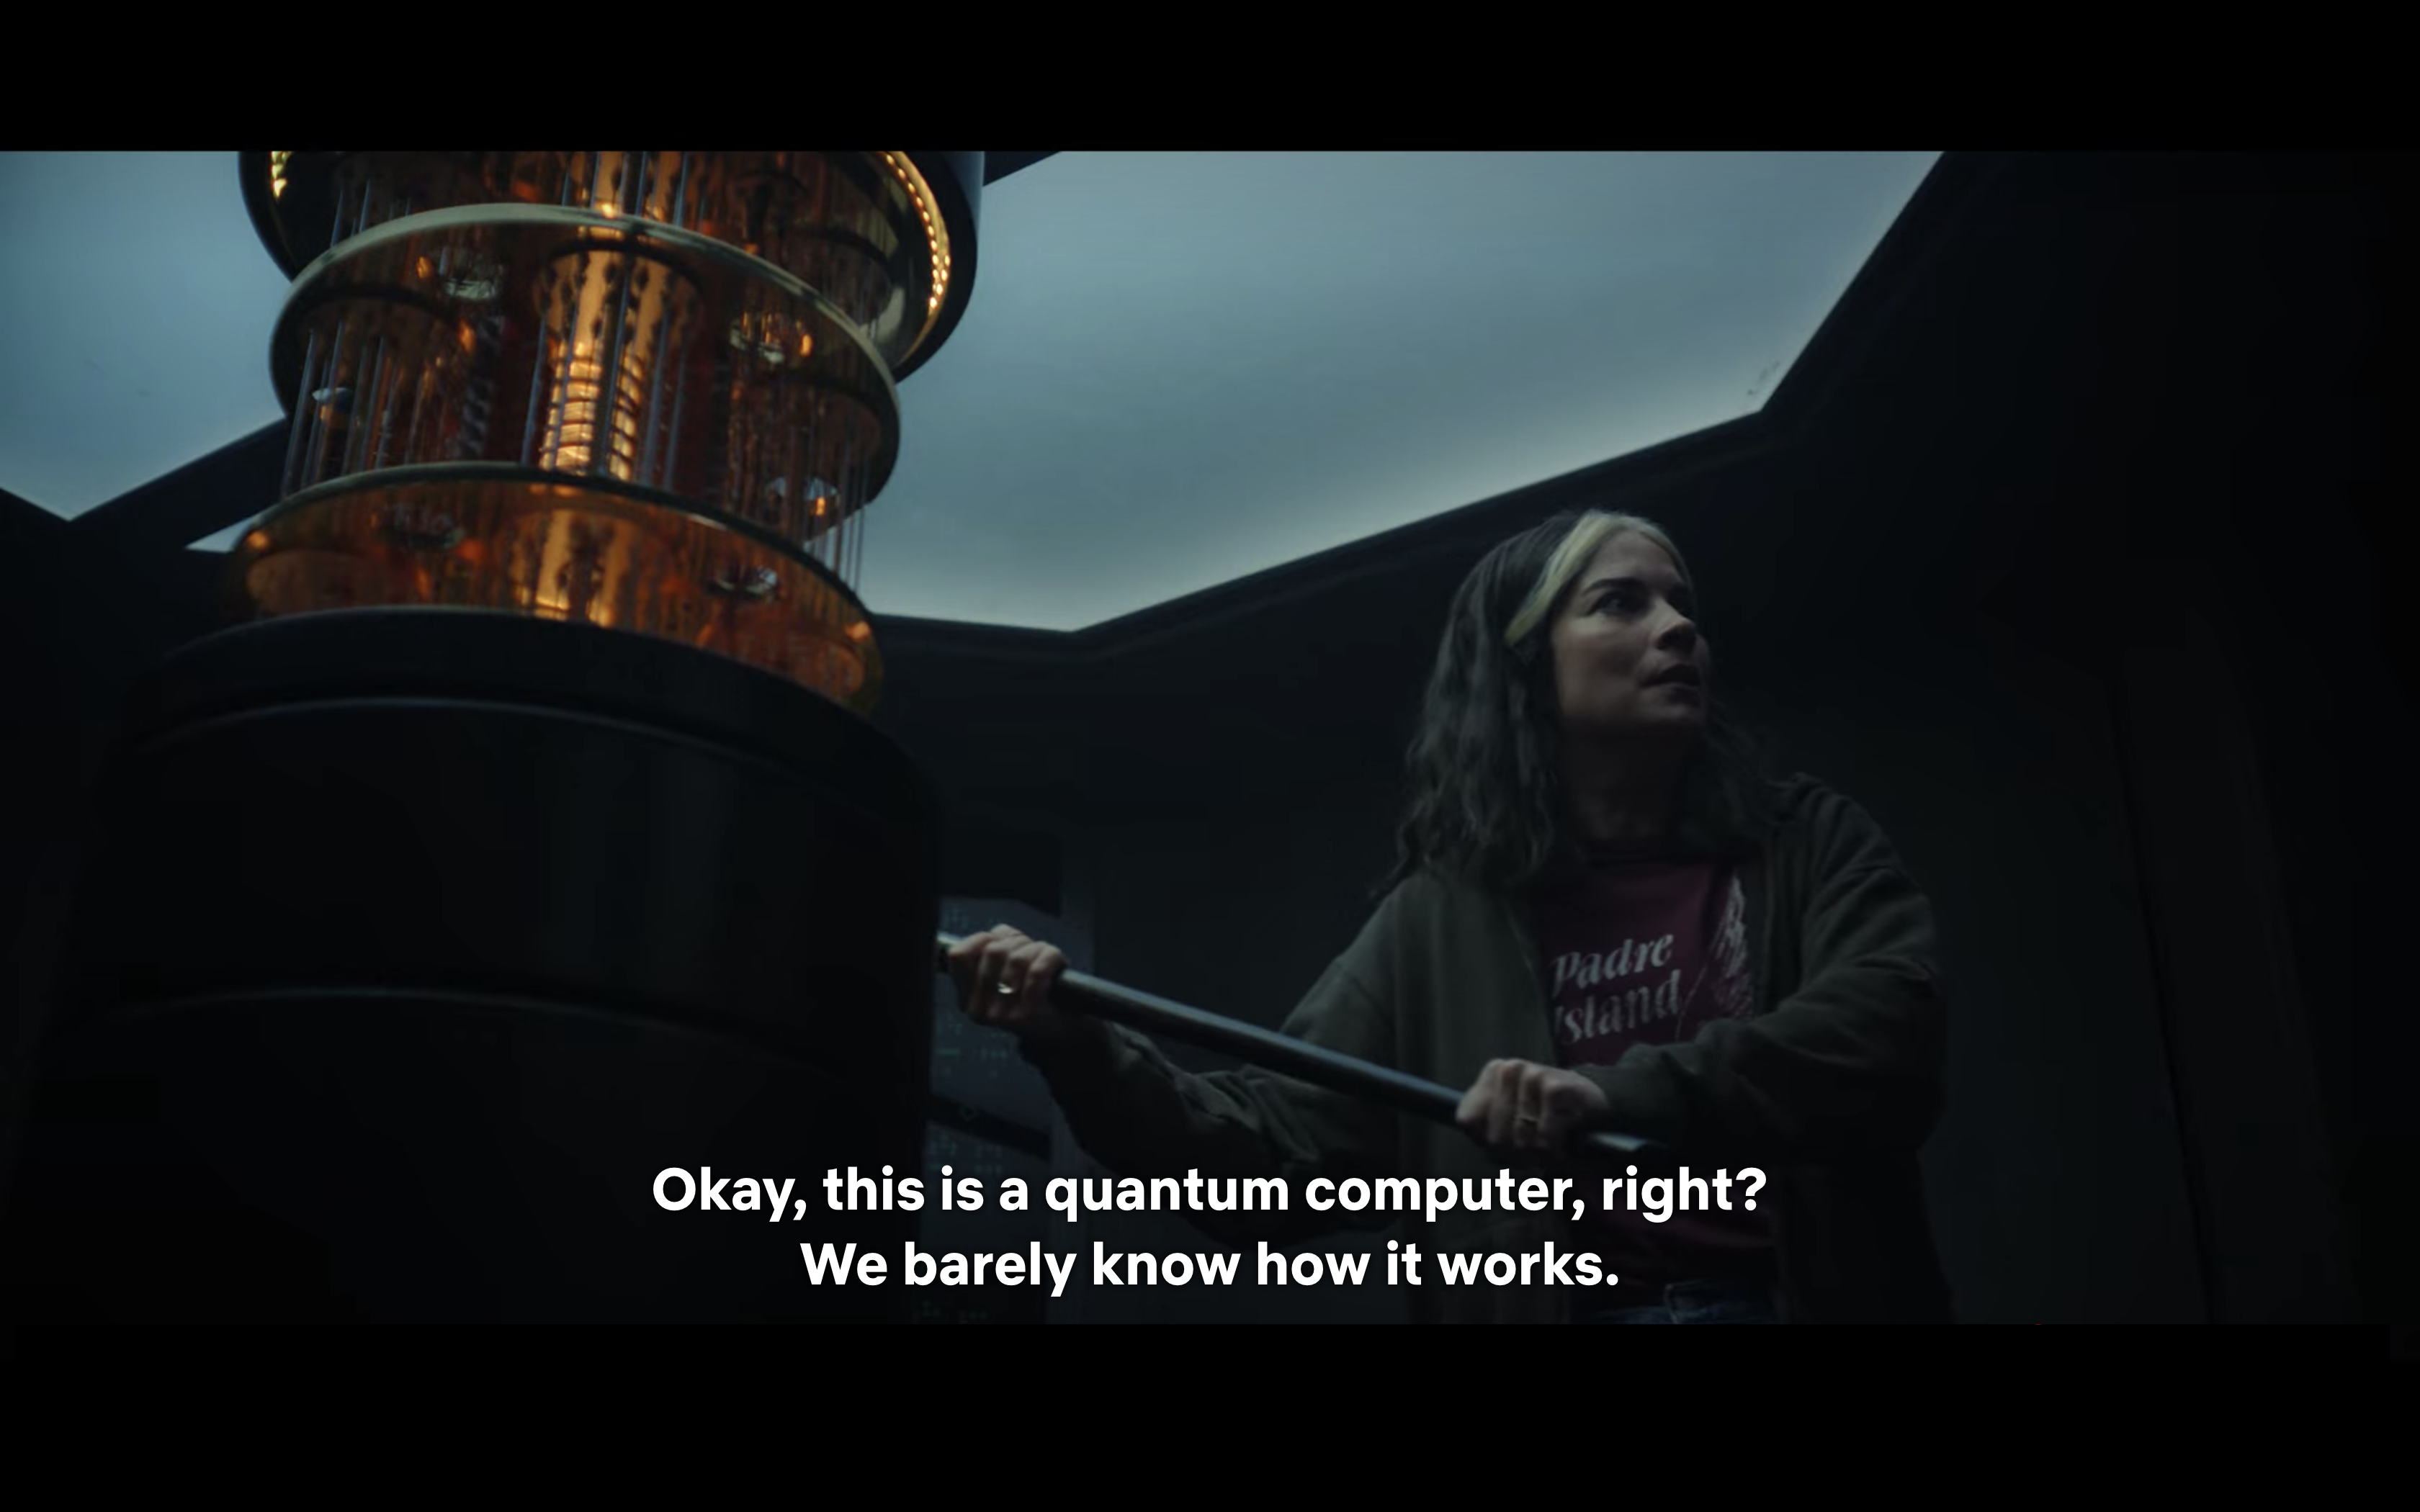 Padre
Island
Okay, this is a quantum computer, right?
We barely know how it works.